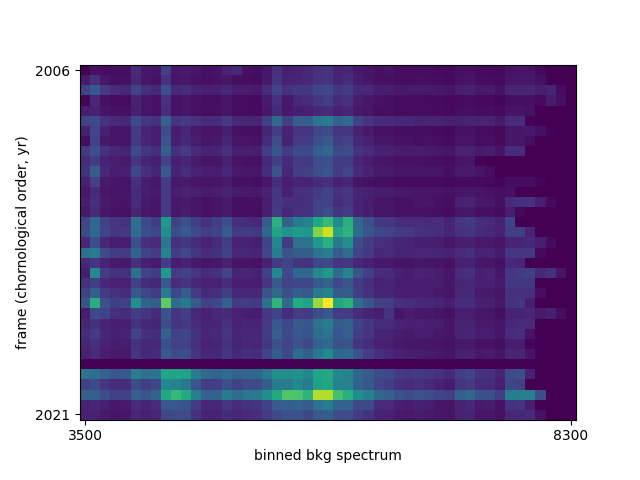 2006
frame (chornological order, yr)
2021
3500
8300
binned bkg spectrum